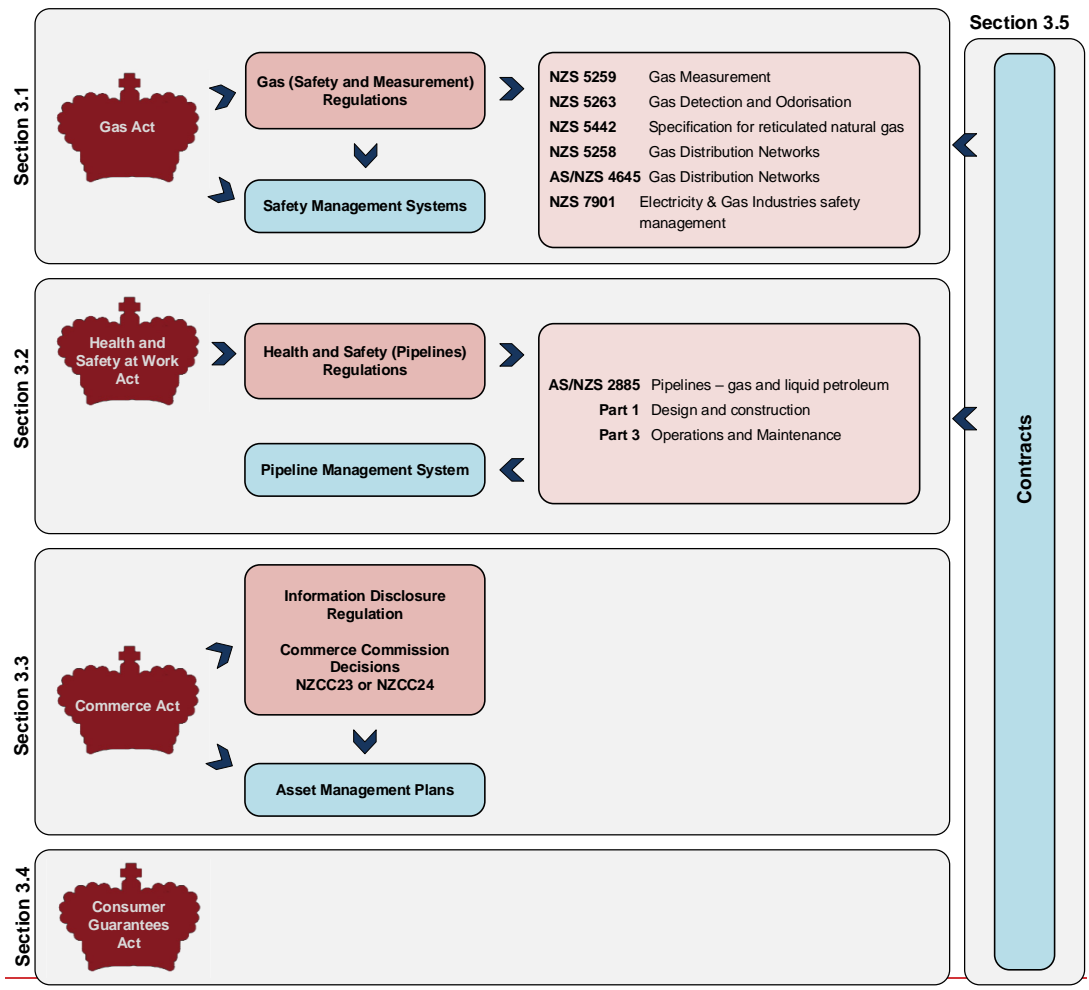 Section 3.5
Section 3.1
Gas Act
Gas (Safety and Measurement)
Regulations
Safety Management Systems
NZS 5259 Gas Measurement
NZS 5263 Gas Detection and Odorisation
NZS 5442 Specification for reticulated natural gas
NZS 5258 Gas Distribution Networks
AS/NZS 4645 Gas Distribution Networks
NZS 7901 Electricity & Gas Industries safety
management
Section 3.2
Health and
Safety at Work
Act
Health and Safety (Pipelines)
Regulations
Pipeline Management System
AS/NZS 2885 Pipelines – gas and liquid petroleum
Part 1 Design and construction
Part 3 Operations and Maintenance
Contracts
Section 3.3
Commerce Act
Information Disclosure
Regulation
Commerce Commission
Decisions
NZCC23 or NZCC24
Asset Management Plans
Section 3.4
Consumer
Guarantees
Act